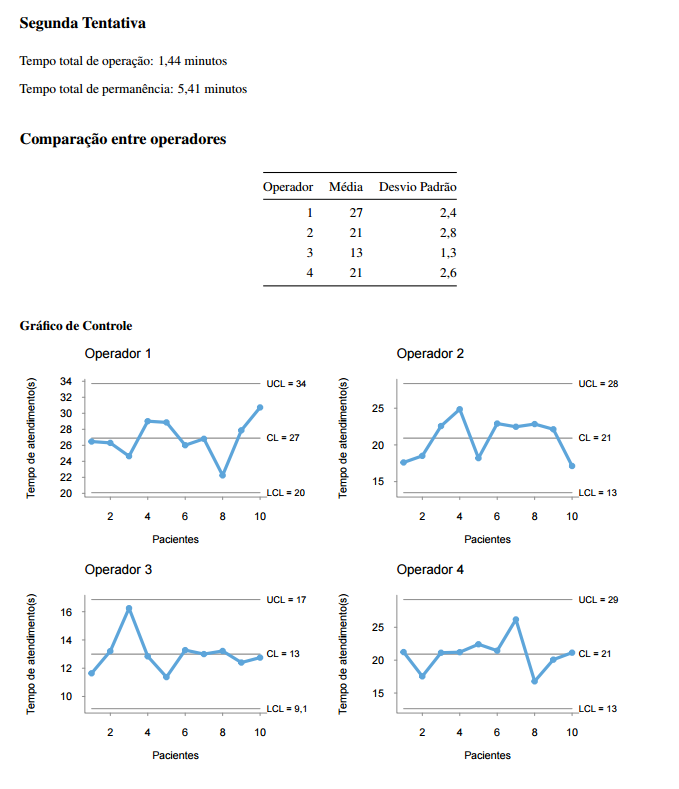 Segunda Tentativa
Tempo total de operação: 1,44 minutos
Tempo total de permanência: 5,41 minutos
Comparação entre operadores
Operador Média Desvio Padrão
1 27 2,4
2 21 2,8
3 13 1,3
4 21 2,6
Gráfico de Controle
Operador 1
Tempo de atendimento(s)
34
32
30
28
26
24
22
20
UCL = 34
CL = 27
LCL = 20
2 4 6 8 10
Pacientes
Operador 2
Tempo de atendimento(s)
25
20
15
UCL = 28
CL = 21
LCL = 13
2 4 6 8 10
Pacientes
Operador 3
Tempo de atendimento(s)
16
14
12
10
UCL = 17
CL = 13
LCL = 9,1
2 4 6 8 10
Pacientes
Operador 4
Tempo de atendimento(s)
25
20
15
UCL = 29
CL = 21
LCL = 13
2 4 6 8 10
Pacientes